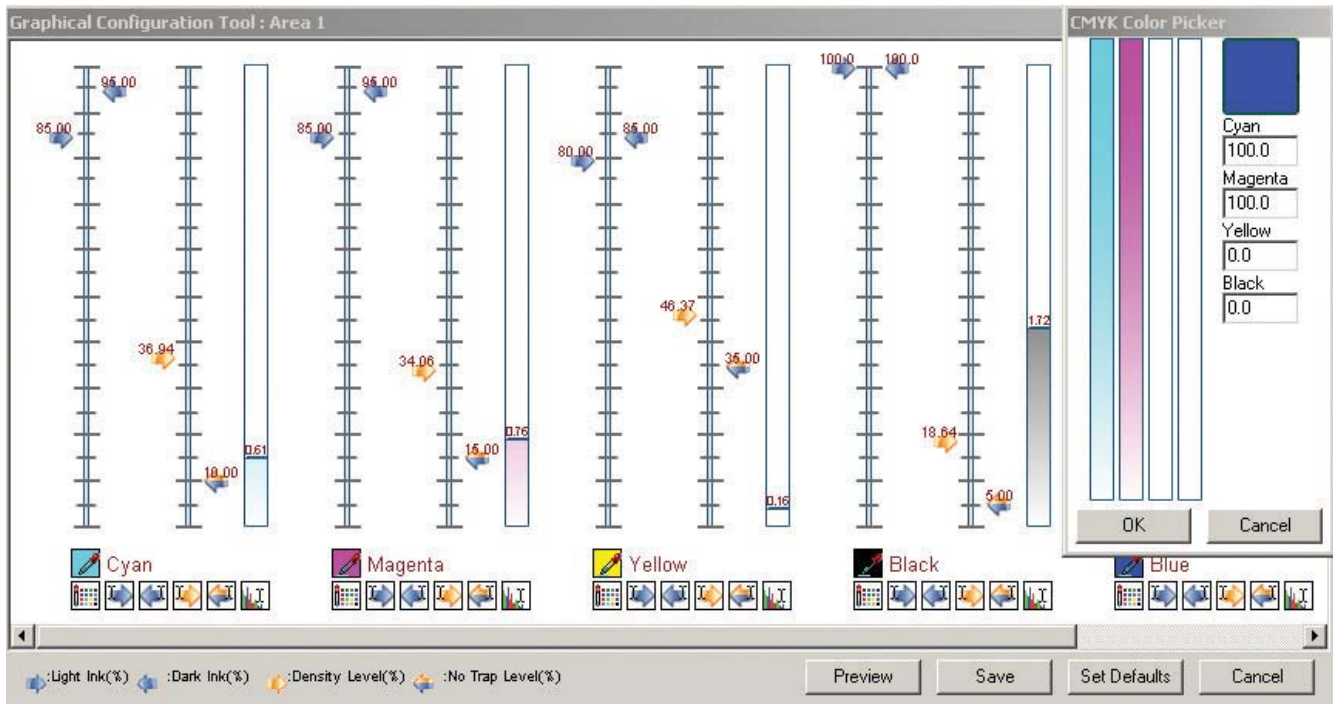 Graphical Configuration Tool : Area 1
CMYK Color Picker
95.00
85.00
36.94
10.00
0.61
95.00
85.00
34.06
15.00
0.76
85.00
80.00
46.37
35.00
0.16
100.0
100.0
18.64
5.00
1.72
Cyan
100.0
Magenta
100.0
Yellow
0.0
Black
0.0
OK
Cancel
Cyan
Magenta
Yellow
Black
Blue
:Light Ink(%)
:Dark Ink(%)
:Density Level(%)
:No Trap Level(%)
Preview
Save
Set Defaults
Cancel